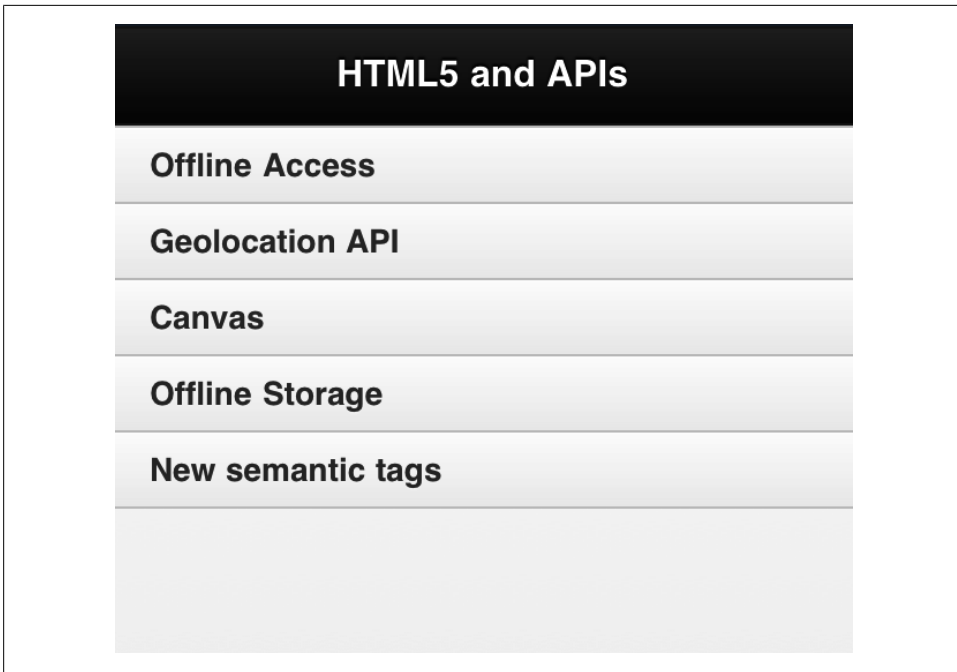 HTML5 and APIs
Offline Access
Geolocation API
Canvas
Offline Storage
New semantic tags